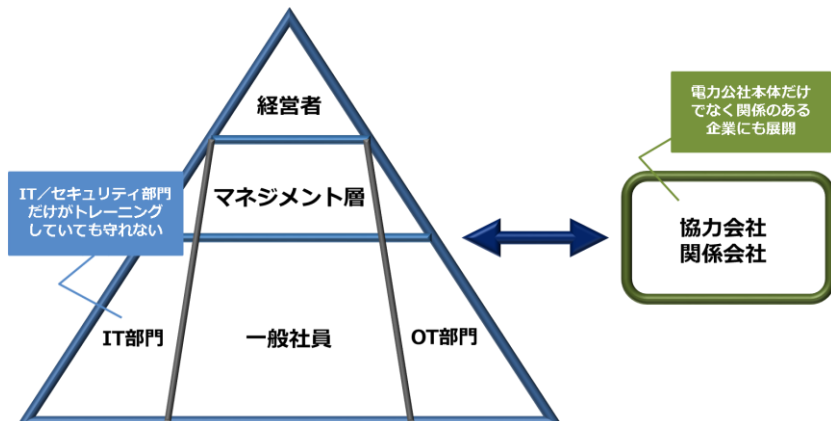 経営者
マネジメント層
IT部門
一般社員
OT部門
IT／セキュリティ部門
だけがトレーニング
していても守れない
電力公社本体だけ
でなく関係のある
企業にも展開
協力会社
関係会社